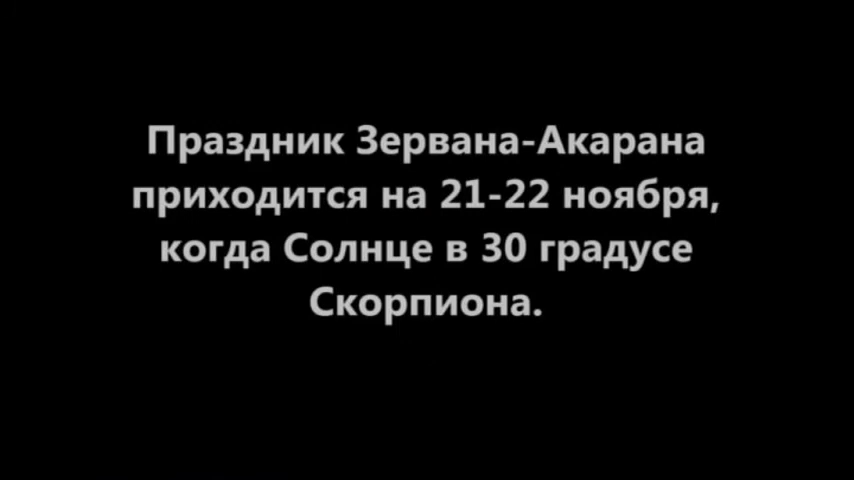 Праздник Зервана-Акарана
приходится на 21-22 ноября,
когда Солнце в 30 градусе
Скорпиона.